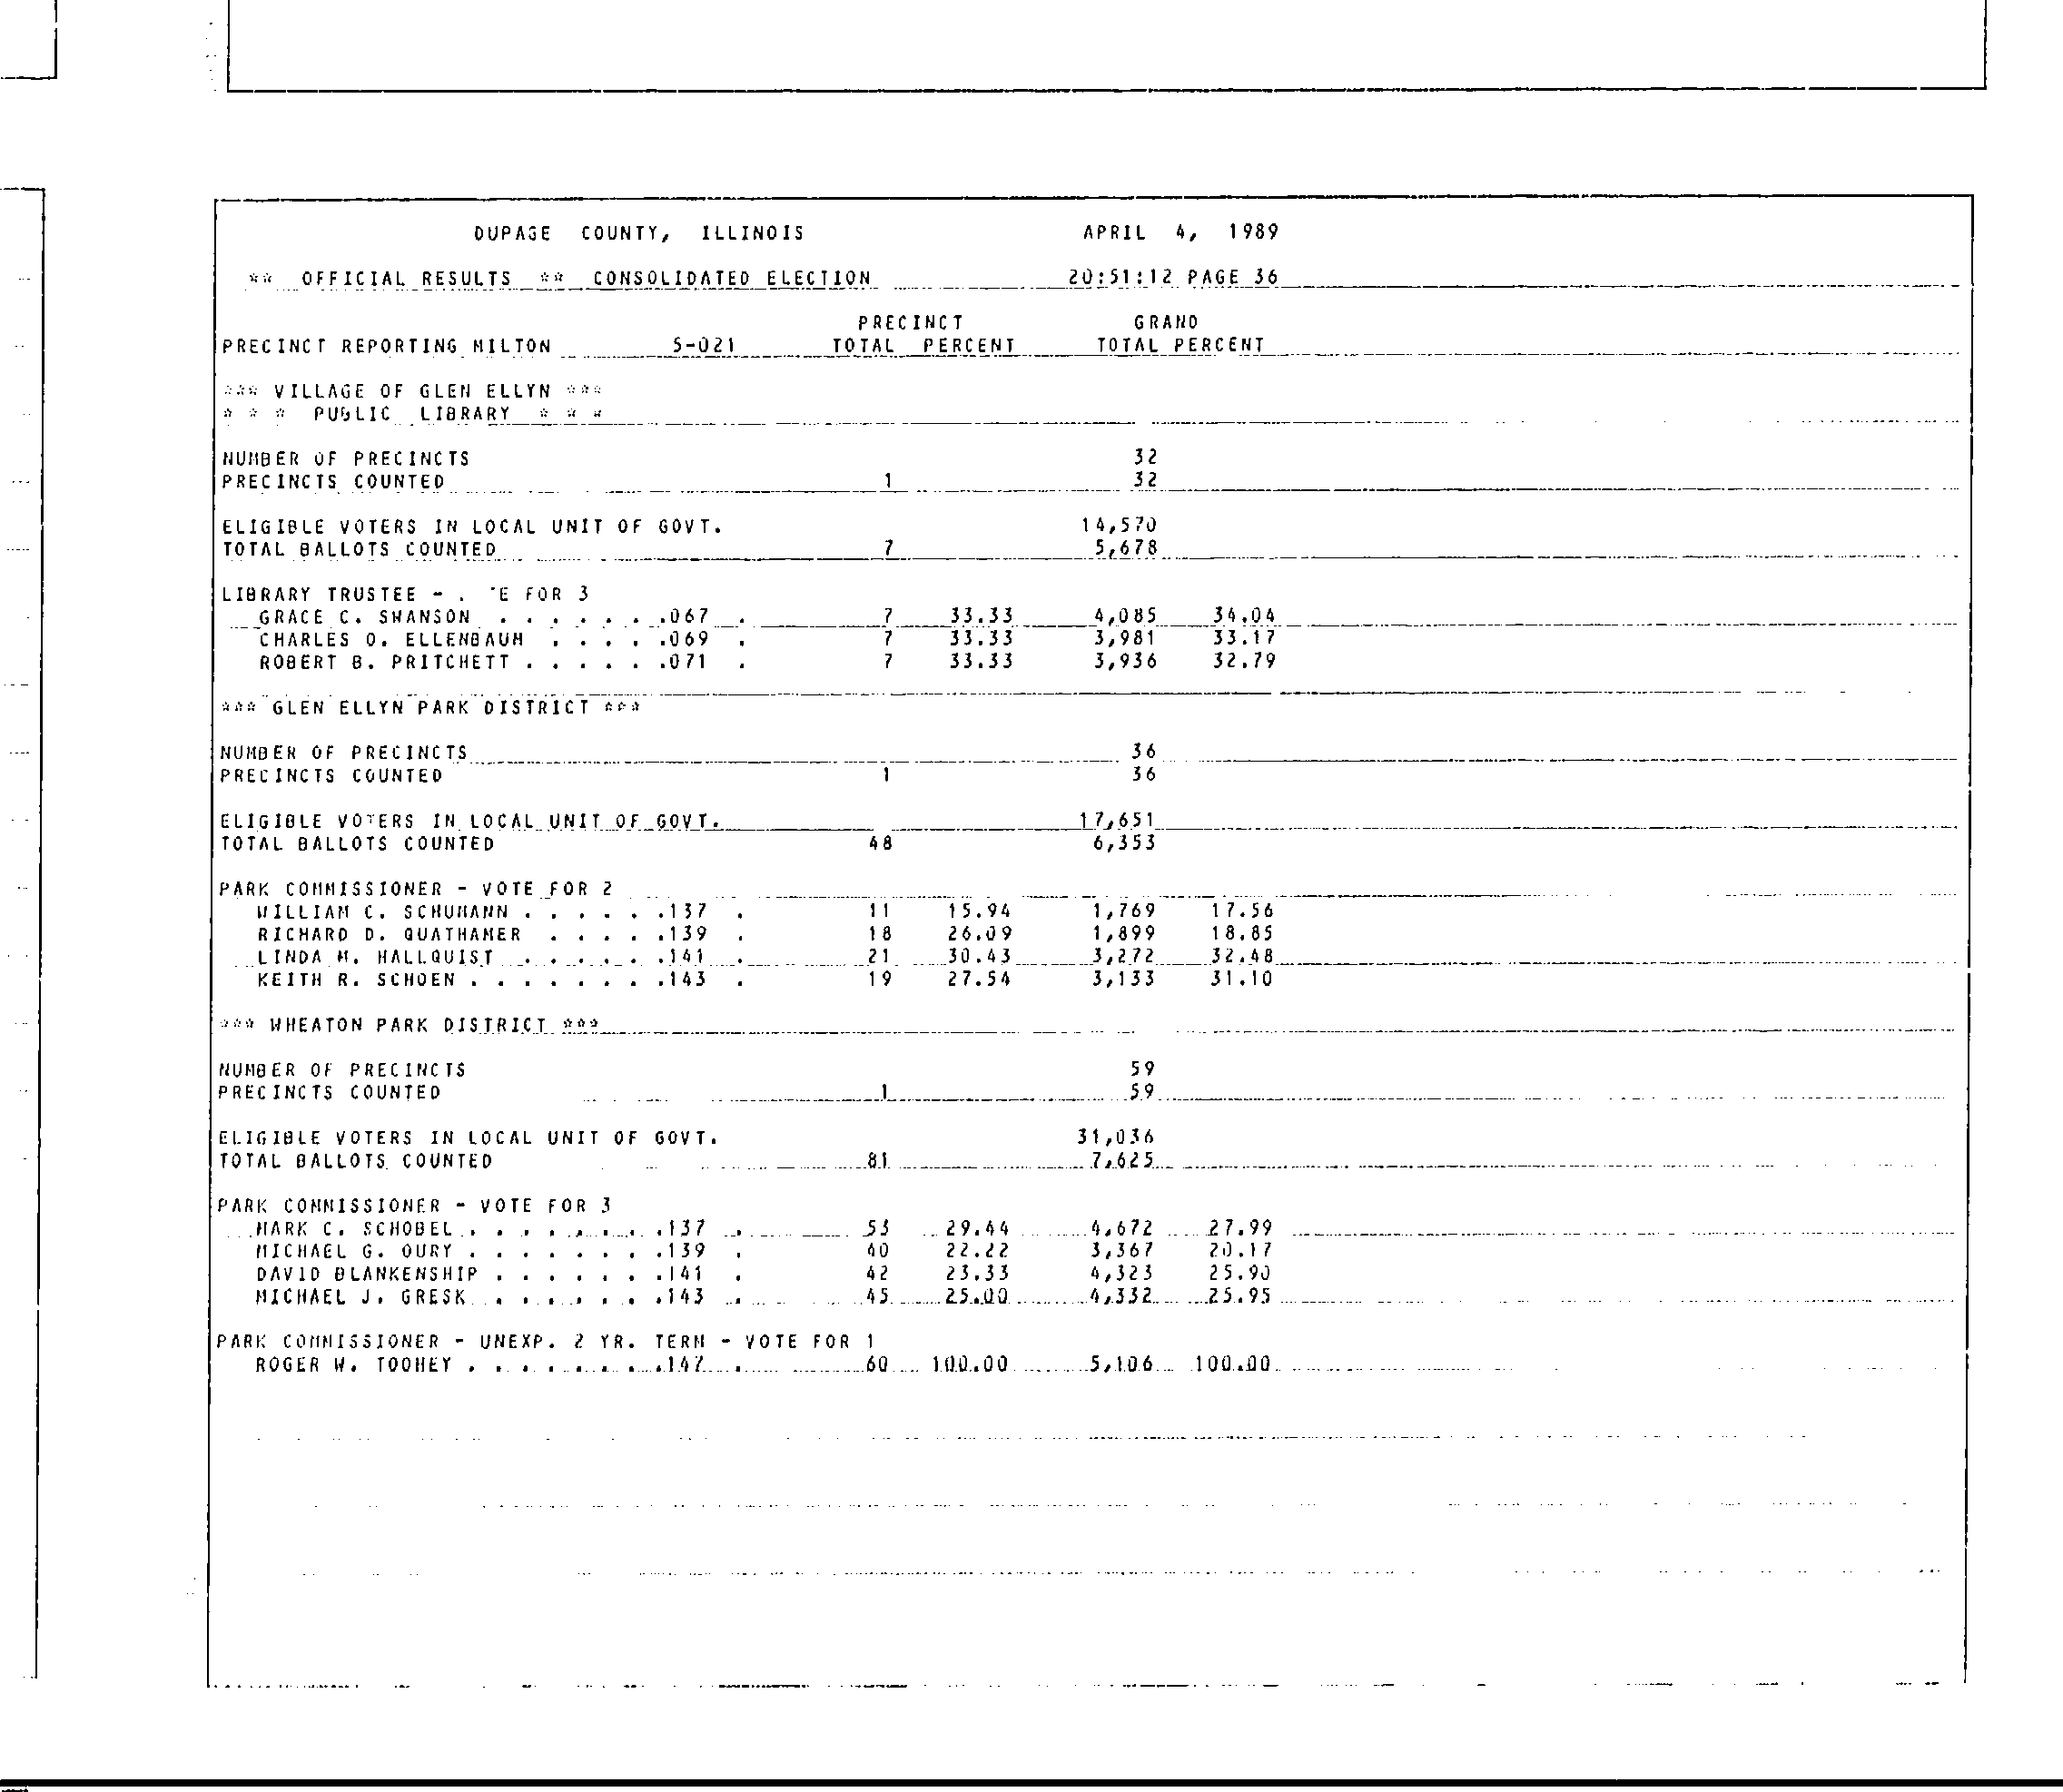 DUPAGE COUNTY, ILLINOIS APRIL 4, 1989
** OFFICIAL RESULTS ** CONSOLIDATED ELECTION 20:51:12 PAGE 36
PRECINCT GRAND
PRECINCT REPORTING MILTON 5-021 TOTAL PERCENT TOTAL PERCENT
*** VILLAGE OF GLEN ELLYN ***
* * * PUBLIC LIBRARY * * *
NUMBER OF PRECINCTS 32
PRECINCTS COUNTED 1 32
ELIGIBLE VOTERS IN LOCAL UNIT OF GOVT. 14,570
TOTAL BALLOTS COUNTED 7 5,678
LIBRARY TRUSTEE - E FOR 3
GRACE C. SWANSON . . . . . . .067 . 7 33.33 4,085 34.04
CHARLES O. ELLENBAUM . . . . .069 . 7 33.33 3,981 33.17
ROBERT B. PRITCHETT . . . . . .071 . 7 33.33 3,936 32.79
*** GLEN ELLYN PARK DISTRICT ***
NUMBER OF PRECINCTS 36
PRECINCTS COUNTED 1 36
ELIGIBLE VOTERS IN LOCAL UNIT OF GOVT. 17,651
TOTAL BALLOTS COUNTED 48 6,353
PARK COMMISSIONER - VOTE FOR 2
WILLIAM C. SCHUMANN . . . . . .137 . 11 15.94 1,769 17.56
RICHARD D. QUATHAMER . . . . .139 . 18 26.09 1,899 18.85
LINDA M. HALLQUIST . . . . . .141 . 21 30.43 3,272 32.48
KEITH R. SCHOEN . . . . . . . .143 . 19 27.54 3,133 31.10
*** WHEATON PARK DISTRICT ***
NUMBER OF PRECINCTS 59
PRECINCTS COUNTED 1 59
ELIGIBLE VOTERS IN LOCAL UNIT OF GOVT. 31,036
TOTAL BALLOTS COUNTED 81 7,625
PARK COMMISSIONER - VOTE FOR 3
MARK C. SCHOBEL . . . . . . . .137 . 53 29.44 4,672 27.99
MICHAEL G. OURY . . . . . . . .139 . 40 22.22 3,367 20.17
DAVID BLANKENSHIP . . . . . . .141 . 42 23.33 4,323 25.90
MICHAEL J. GRESK . . . . . . .143 . 45 25.00 4,332 25.95
PARK COMMISSIONER - UNEXP. 2 YR. TERM - VOTE FOR 1
ROGER W. TOOHEY . . . . . . . .147 . 60 100.00 5,106 100.00